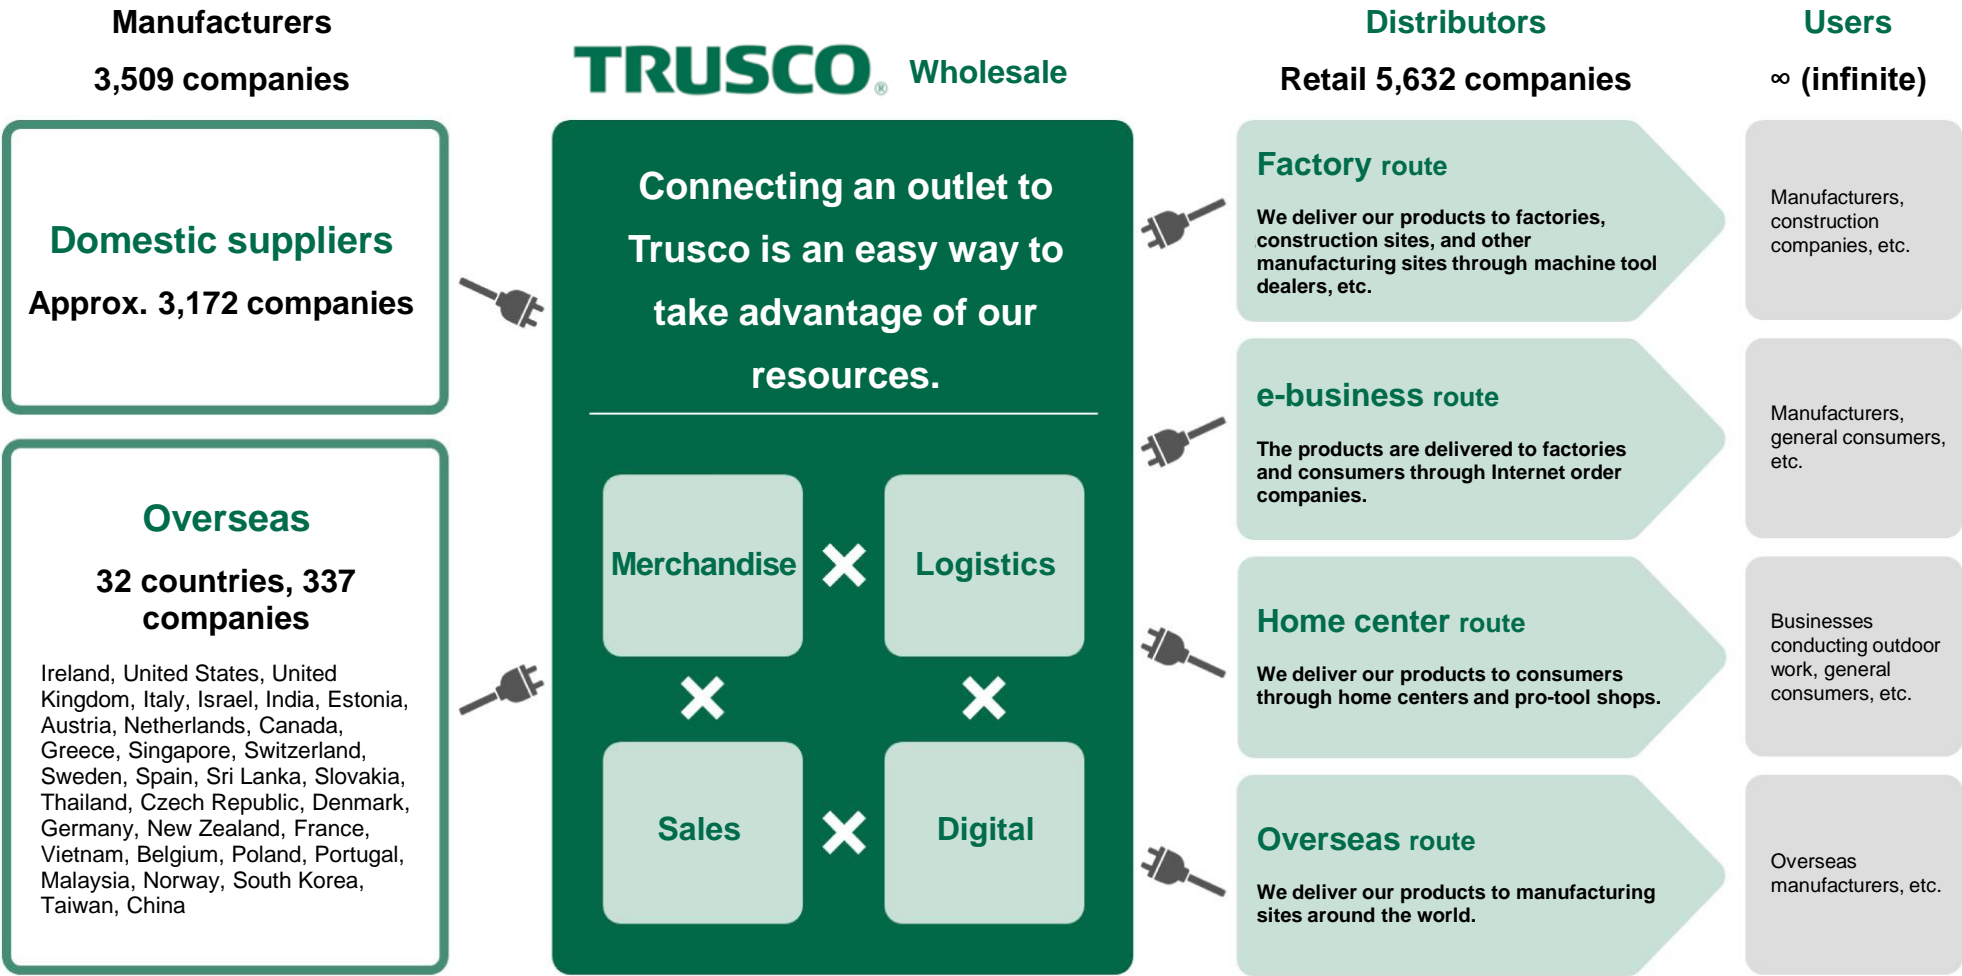 Manufacturers
3,509 companies
Domestic suppliers
Approx. 3,172 companies
Overseas
32 countries, 337
companies
Ireland, United States, United
Kingdom, Italy, Israel, India, Estonia,
Austria, Netherlands, Canada,
Greece, Singapore, Switzerland,
Sweden, Spain, Sri Lanka, Slovakia,
Thailand, Czech Republic, Denmark,
Germany, New Zealand, France,
Vietnam, Belgium, Poland, Portugal,
Malaysia, Norway, South Korea,
Taiwan, China
TRUSCO® Wholesale
Connecting an outlet to
Trusco is an easy way to
take advantage of our
resources.
Merchandise × Logistics
× ×
Sales × Digital
Distributors
Retail 5,632 companies
Factory route
We deliver our products to factories,
construction sites, and other
manufacturing sites through machine tool
dealers, etc.
e-business route
The products are delivered to factories
and consumers through Internet order
companies.
Home center route
We deliver our products to consumers
through home centers and pro-tool shops.
Overseas route
We deliver our products to manufacturing
sites around the world.
Users
∞ (infinite)
Manufacturers,
construction
companies, etc.
Manufacturers,
general consumers,
etc.
Businesses
conducting outdoor
work, general
consumers, etc.
Overseas
manufacturers, etc.